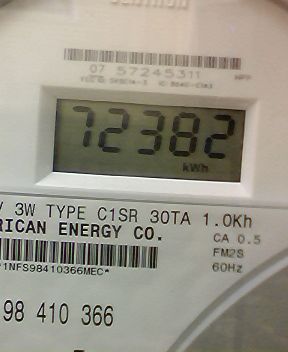 07 57245311
72382
kWh
V 3W TYPE C1SR 30TA 1.0Kh
RICAN ENERGY CO.
CA 0.5
FM2S
60Hz
1NFS98410366MEC*
98 410 366